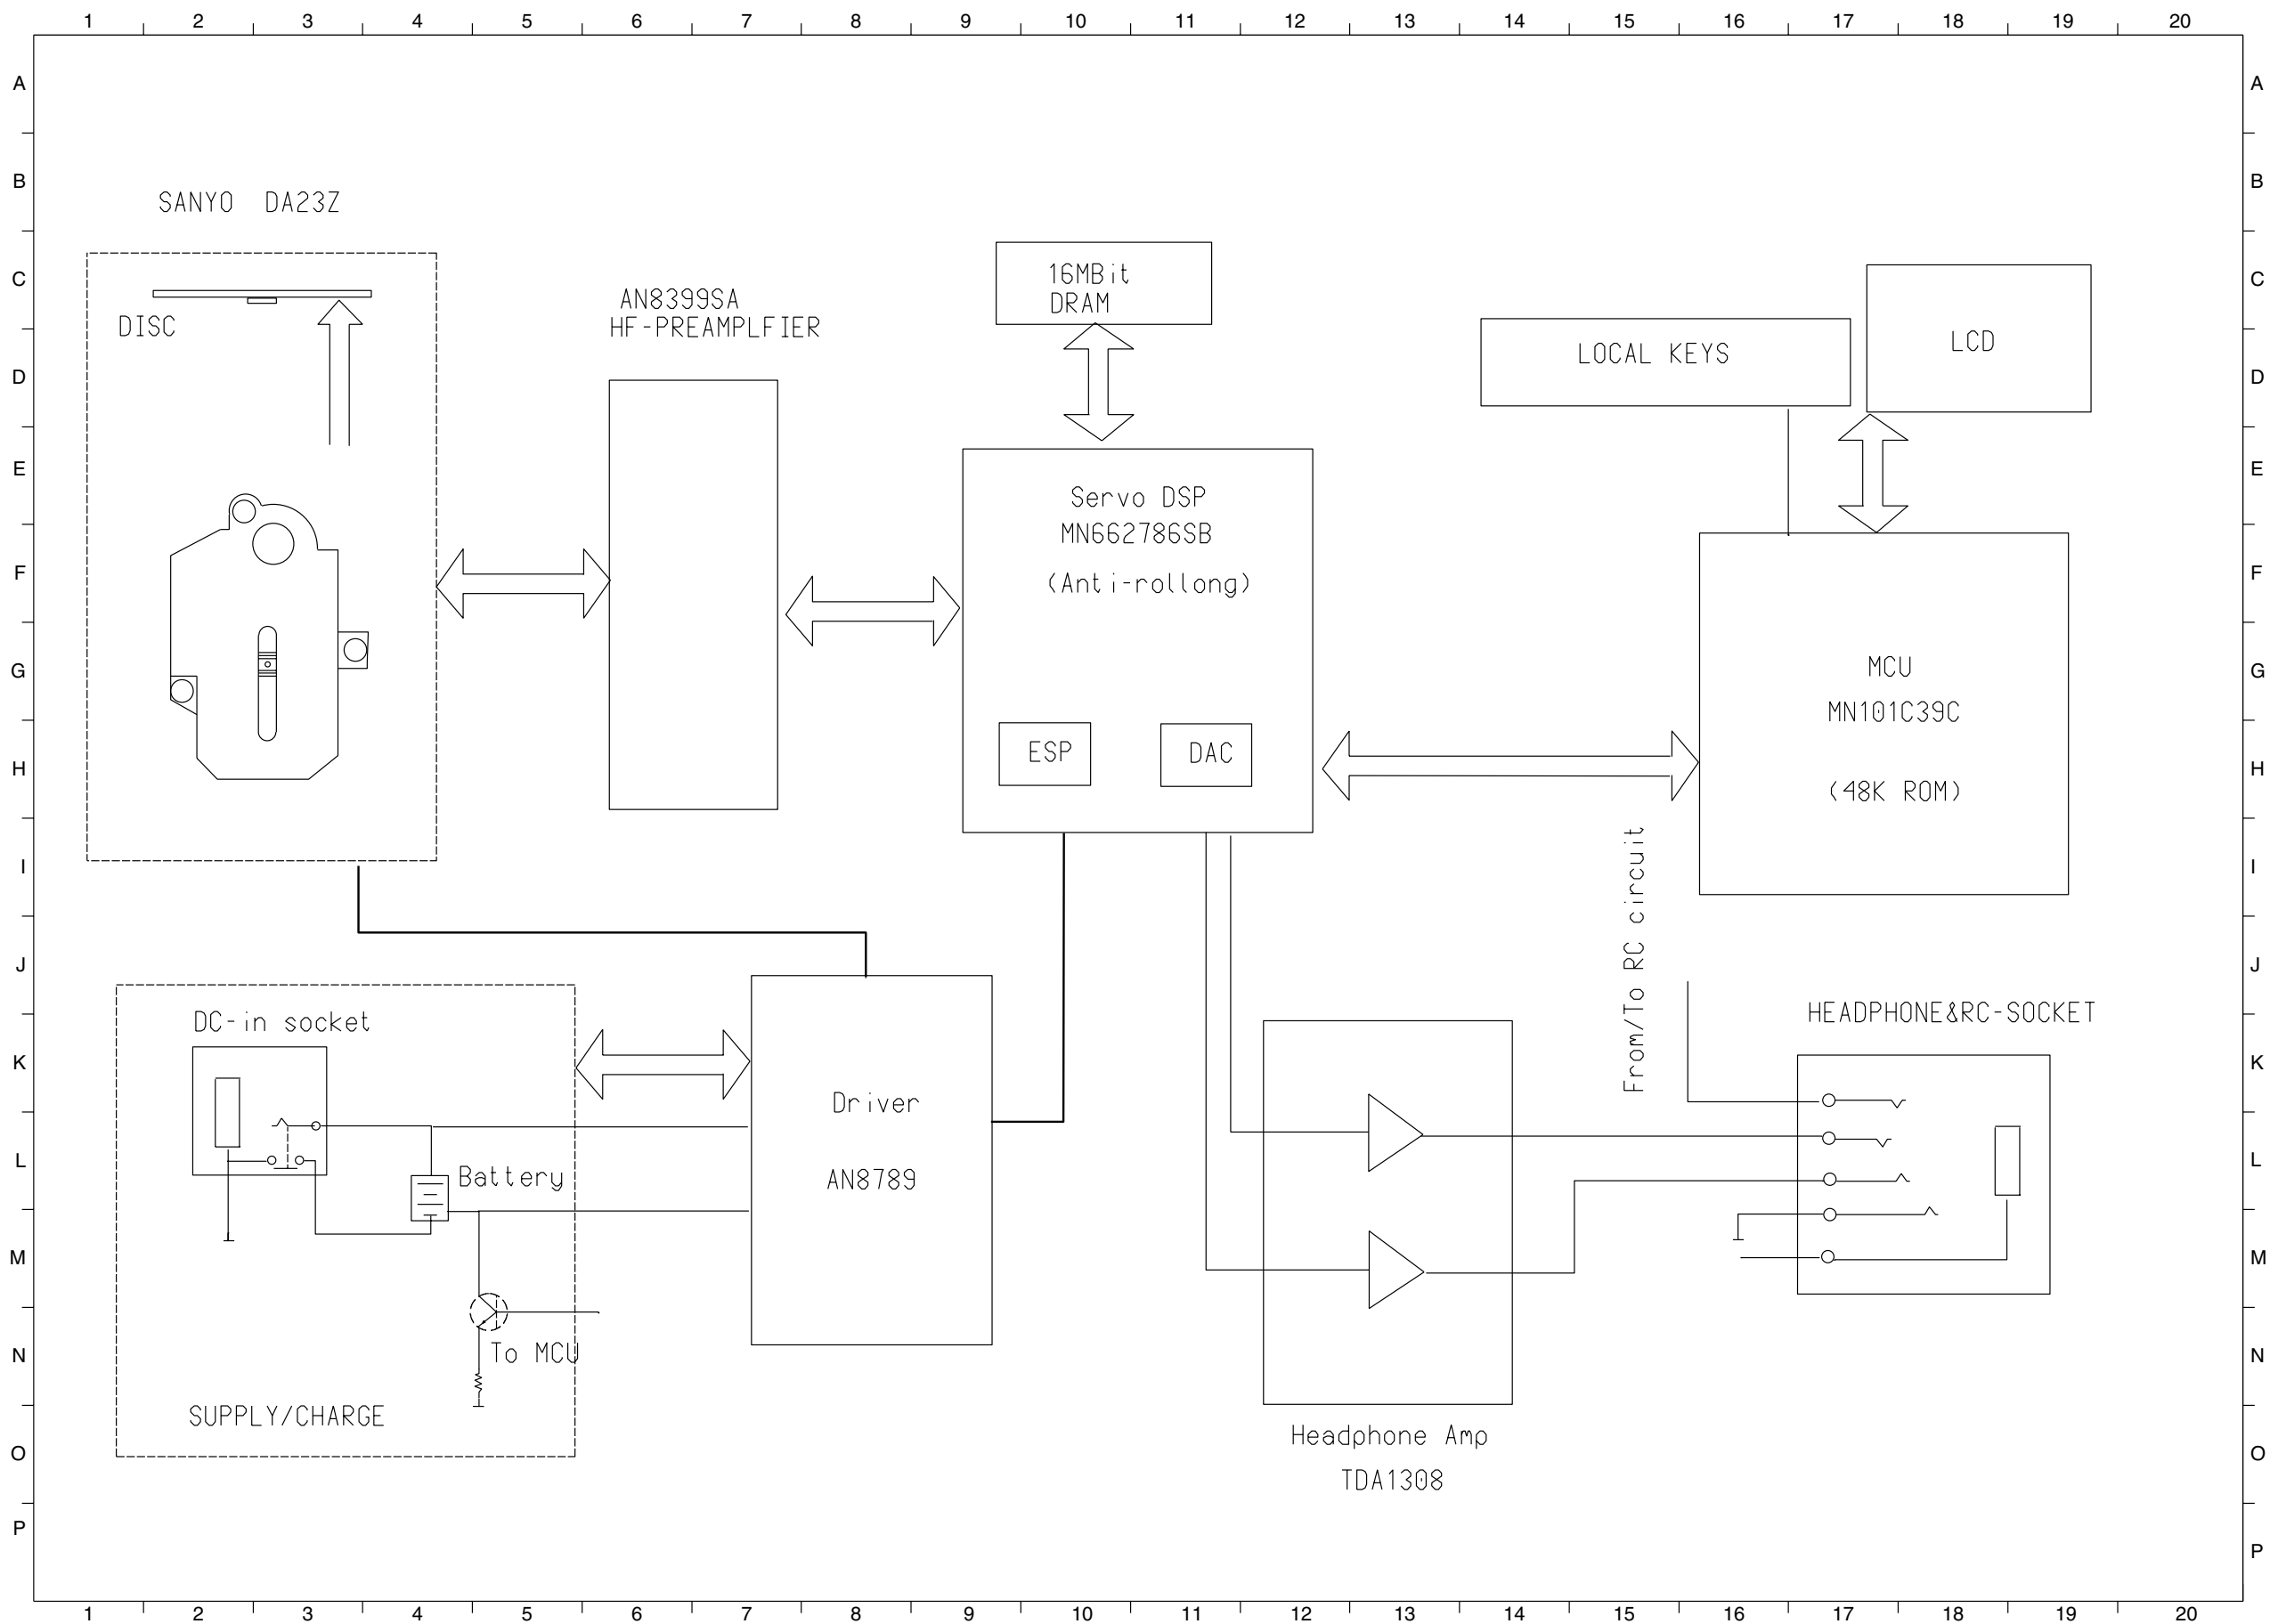 1 2 3 4 5 6 7 8 9 10 11 12 13 14 15 16 17 18 19 20
A A
B B
SANYO DA23Z
C C
DISC
AN8399SA
HF-PREAMPLFIER
16MBit
DRAM
LOCAL KEYS
LCD
D D
E E
Servo DSP
MN662786SB
(Anti-rollong)
F F
G G
MCU
MN101C39C
(48K ROM)
ESP
DAC
H H
I I
From/To RC circuit
J J
DC-in socket
HEADPHONE&RC-SOCKET
K K
Driver
AN8789
L L
Battery
M M
To MCU
N N
SUPPLY/CHARGE
Headphone Amp
TDA1308
O O
P
P
1 2 3 4 5 6 7 8 9 10 11 12 13 14 15 16 17 18 19 20